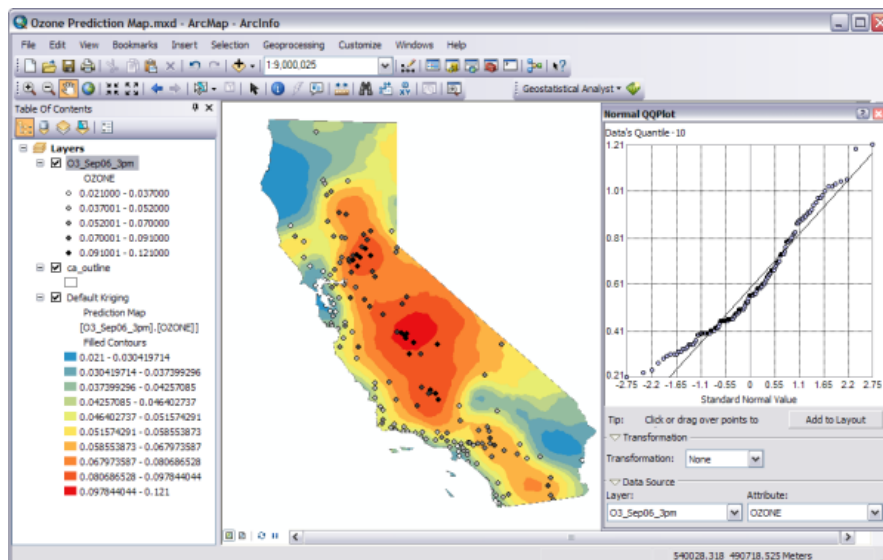 Ozone Prediction Map.mxd - ArcMap - ArcInfo
File Edit View Bookmarks Insert Selection Geoprocessing Customize Windows Help
1:9,000,025
Geostatistical Analyst
Table Of Contents
Layers
O3_Sep06_3pm
OZONE
0.021000 - 0.037000
0.037001 - 0.052000
0.052001 - 0.070000
0.070001 - 0.091000
0.091001 - 0.121000
ca_outline
Default Kriging
Prediction Map
[O3_Sep06_3pm].[OZONE]]
Filled Contours
0.021 - 0.030419714
0.030419714 - 0.037399296
0.037399296 - 0.04257085
0.04257085 - 0.046402737
0.046402737 - 0.051574291
0.051574291 - 0.058553873
0.058553873 - 0.067973587
0.067973587 - 0.080686528
0.080686528 - 0.097844044
0.097844044 - 0.121
Normal QQPlot
Data's Quantile · 10
1.21
1.01
0.81
0.61
0.41
0.21
-2.75 -2.2 -1.65 -1.1 -0.55 0 0.55 1.1 1.65 2.2 2.75
Standard Normal Value
Tip: Click or drag over points to
Add to Layout
Transformation
Transformation: None
Data Source
Layer: Attribute:
O3_Sep06_3pm OZONE
540028.318 490718.525 Meters